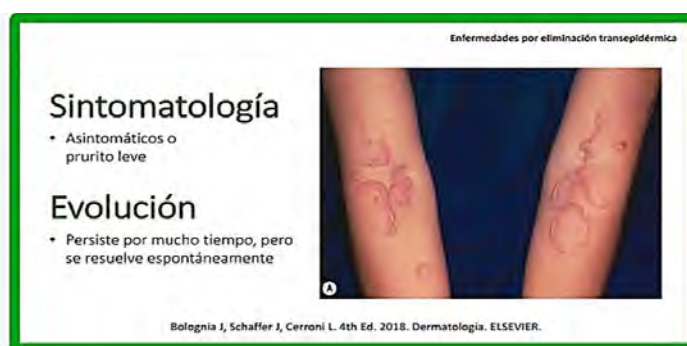 Enfermedades por eliminación transepidérmica
Sintomatología
• Asintomáticos o
prurito leve
Evolución
• Persiste por mucho tiempo, pero
se resuelve espontáneamente
A
Bolognia J, Schaffer J, Cerroni L. 4th Ed. 2018. Dermatología. ELSEVIER.